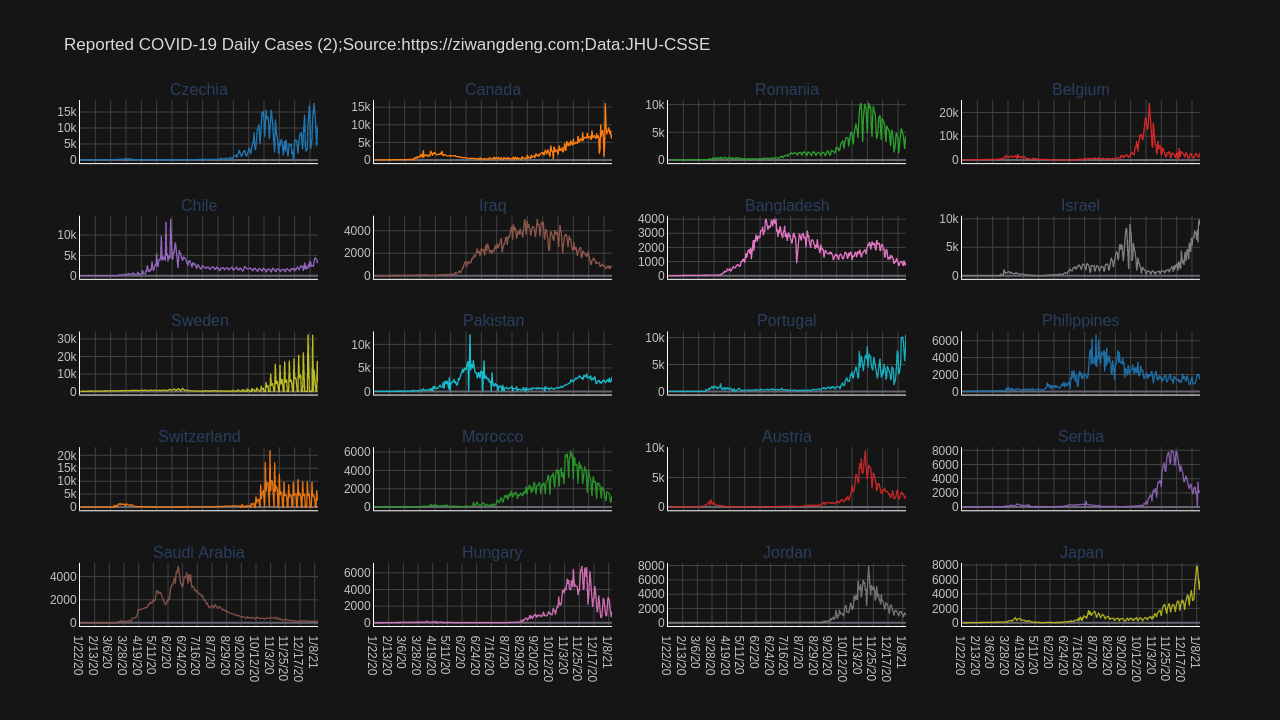 Reported COVID-19 Daily Cases (2);Source:https://ziwangdeng.com;Data:JHU-CSSE
Czechia
15k
10k
5k
0
Canada
15k
10k
5k
0
Romania
10k
5k
0
Belgium
20k
10k
0
Chile
10k
5k
0
Iraq
4000
2000
0
Bangladesh
4000
3000
2000
1000
0
Israel
10k
5k
0
Sweden
30k
20k
10k
0
Pakistan
10k
5k
0
Portugal
10k
5k
0
Philippines
6000
4000
2000
0
Switzerland
20k
15k
10k
5k
0
Morocco
6000
4000
2000
0
Austria
10k
5k
0
Serbia
8000
6000
4000
2000
0
Saudi Arabia
4000
2000
0
1/22/20
2/13/20
3/6/20
3/28/20
4/19/20
5/11/20
6/2/20
6/24/20
7/16/20
8/7/20
8/29/20
9/20/20
10/12/20
11/3/20
11/25/20
12/17/20
1/8/21
Hungary
6000
4000
2000
0
1/22/20
2/13/20
3/6/20
3/28/20
4/19/20
5/11/20
6/2/20
6/24/20
7/16/20
8/7/20
8/29/20
9/20/20
10/12/20
11/3/20
11/25/20
12/17/20
1/8/21
Jordan
8000
6000
4000
2000
0
1/22/20
2/13/20
3/6/20
3/28/20
4/19/20
5/11/20
6/2/20
6/24/20
7/16/20
8/7/20
8/29/20
9/20/20
10/12/20
11/3/20
11/25/20
12/17/20
1/8/21
Japan
8000
6000
4000
2000
0
1/22/20
2/13/20
3/6/20
3/28/20
4/19/20
5/11/20
6/2/20
6/24/20
7/16/20
8/7/20
8/29/20
9/20/20
10/12/20
11/3/20
11/25/20
12/17/20
1/8/21